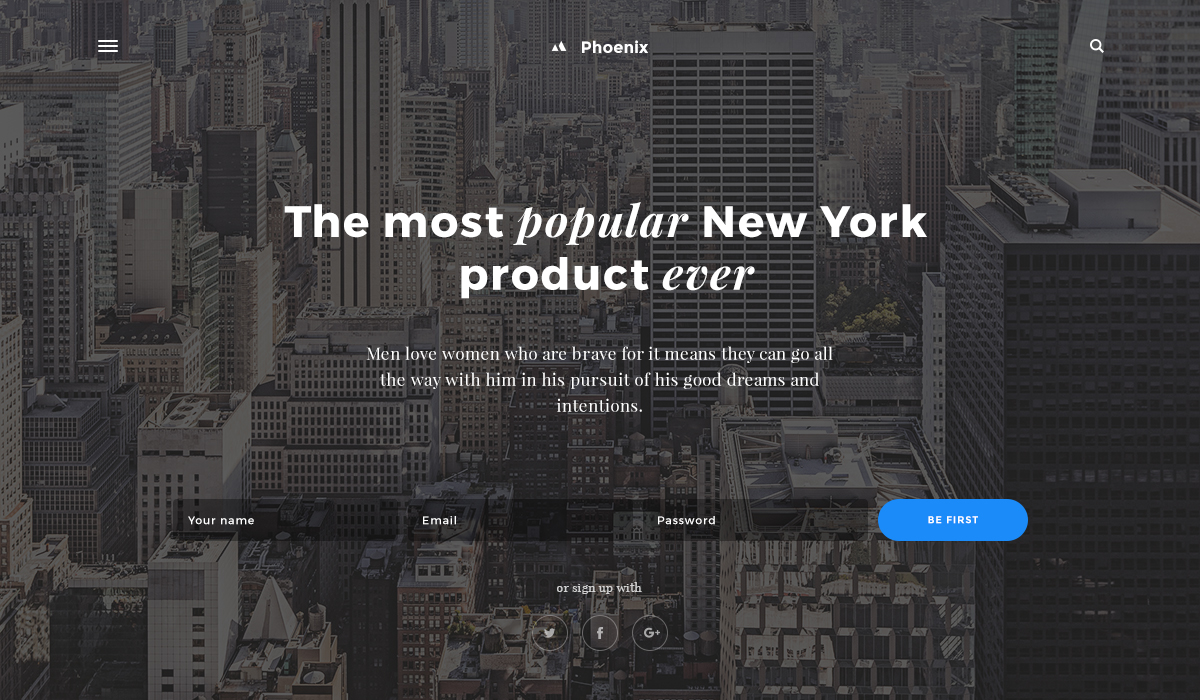 Phoenix
The most popular New York
product ever
Men love women who are brave for it means they can go all
the way with him in his pursuit of his good dreams and
intentions.
Your name
Email
Password
BE FIRST
or sign up with